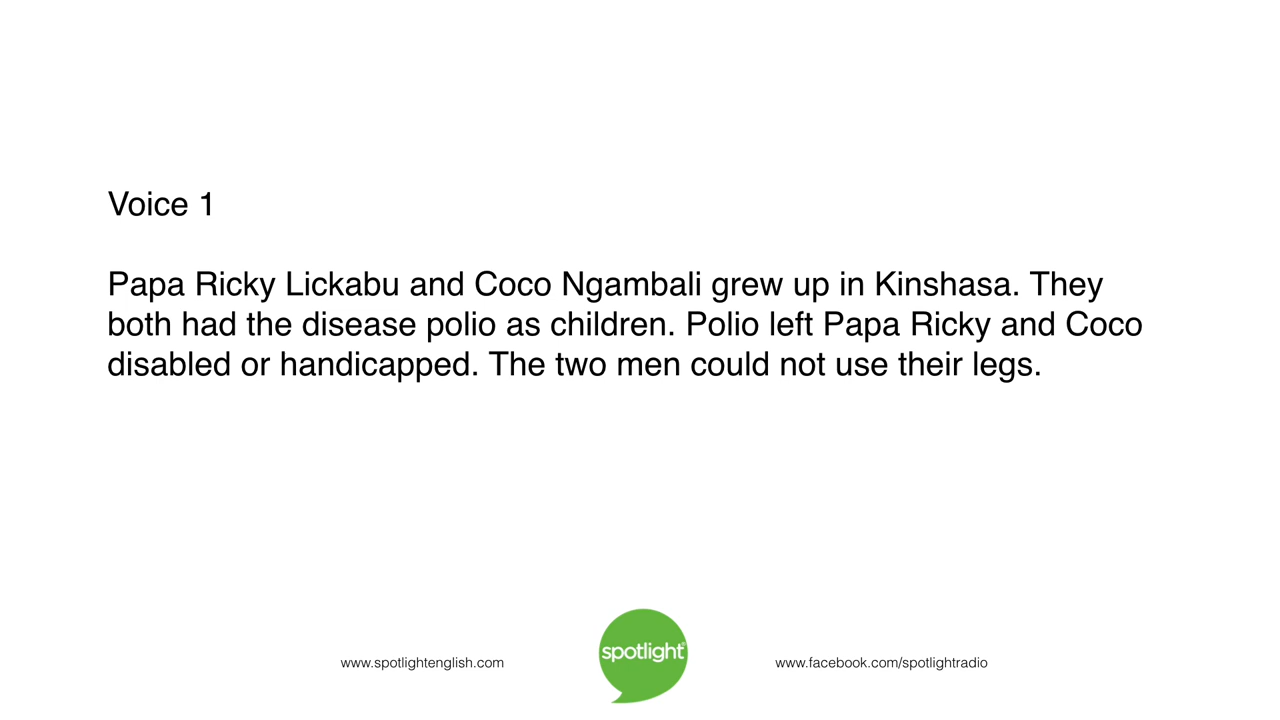 Voice 1
Papa Ricky Lickabu and Coco Ngambali grew up in Kinshasa. They
both had the disease polio as children. Polio left Papa Ricky and Coco
disabled or handicapped. The two men could not use their legs.
www.spotlightenglish.com
spotlight®
www.facebook.com/spotlightradio